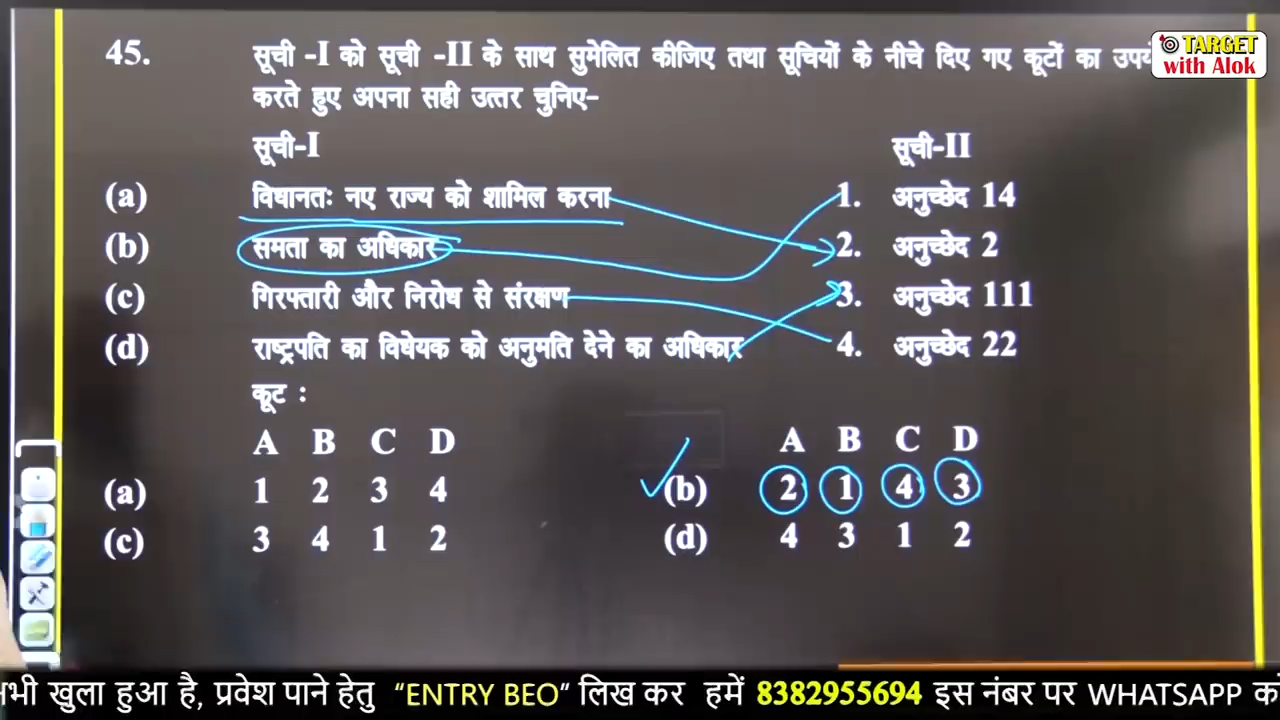 TARGET
with Alok
45. सूची -I को सूची -II के साथ सुमेलित कीजिए तथा सूचियों के नीचे दिए गए कूटों का
करते हुए अपना सही उत्तर चुनिए-
सूची-I सूची-II
(a) विधानतः नए राज्य को शामिल करना 1. अनुच्छेद 14
(b) समता का अधिकार 2. अनुच्छेद 2
(c) गिरफ्तारी और निरोध से संरक्षण 3. अनुच्छेद 111
(d) राष्ट्रपति का विधेयक को अनुमति देने का अधिकार 4. अनुच्छेद 22
कूट :
A B C D A B C D
(a) 1 2 3 4 (b) 2 1 4 3
(c) 3 4 1 2 (d) 4 3 1 2
खुला हुआ है, प्रवेश पाने हेतु “ENTRY BEO“ लिख कर हमें 8382955694 इस नंबर पर WHATSAPP